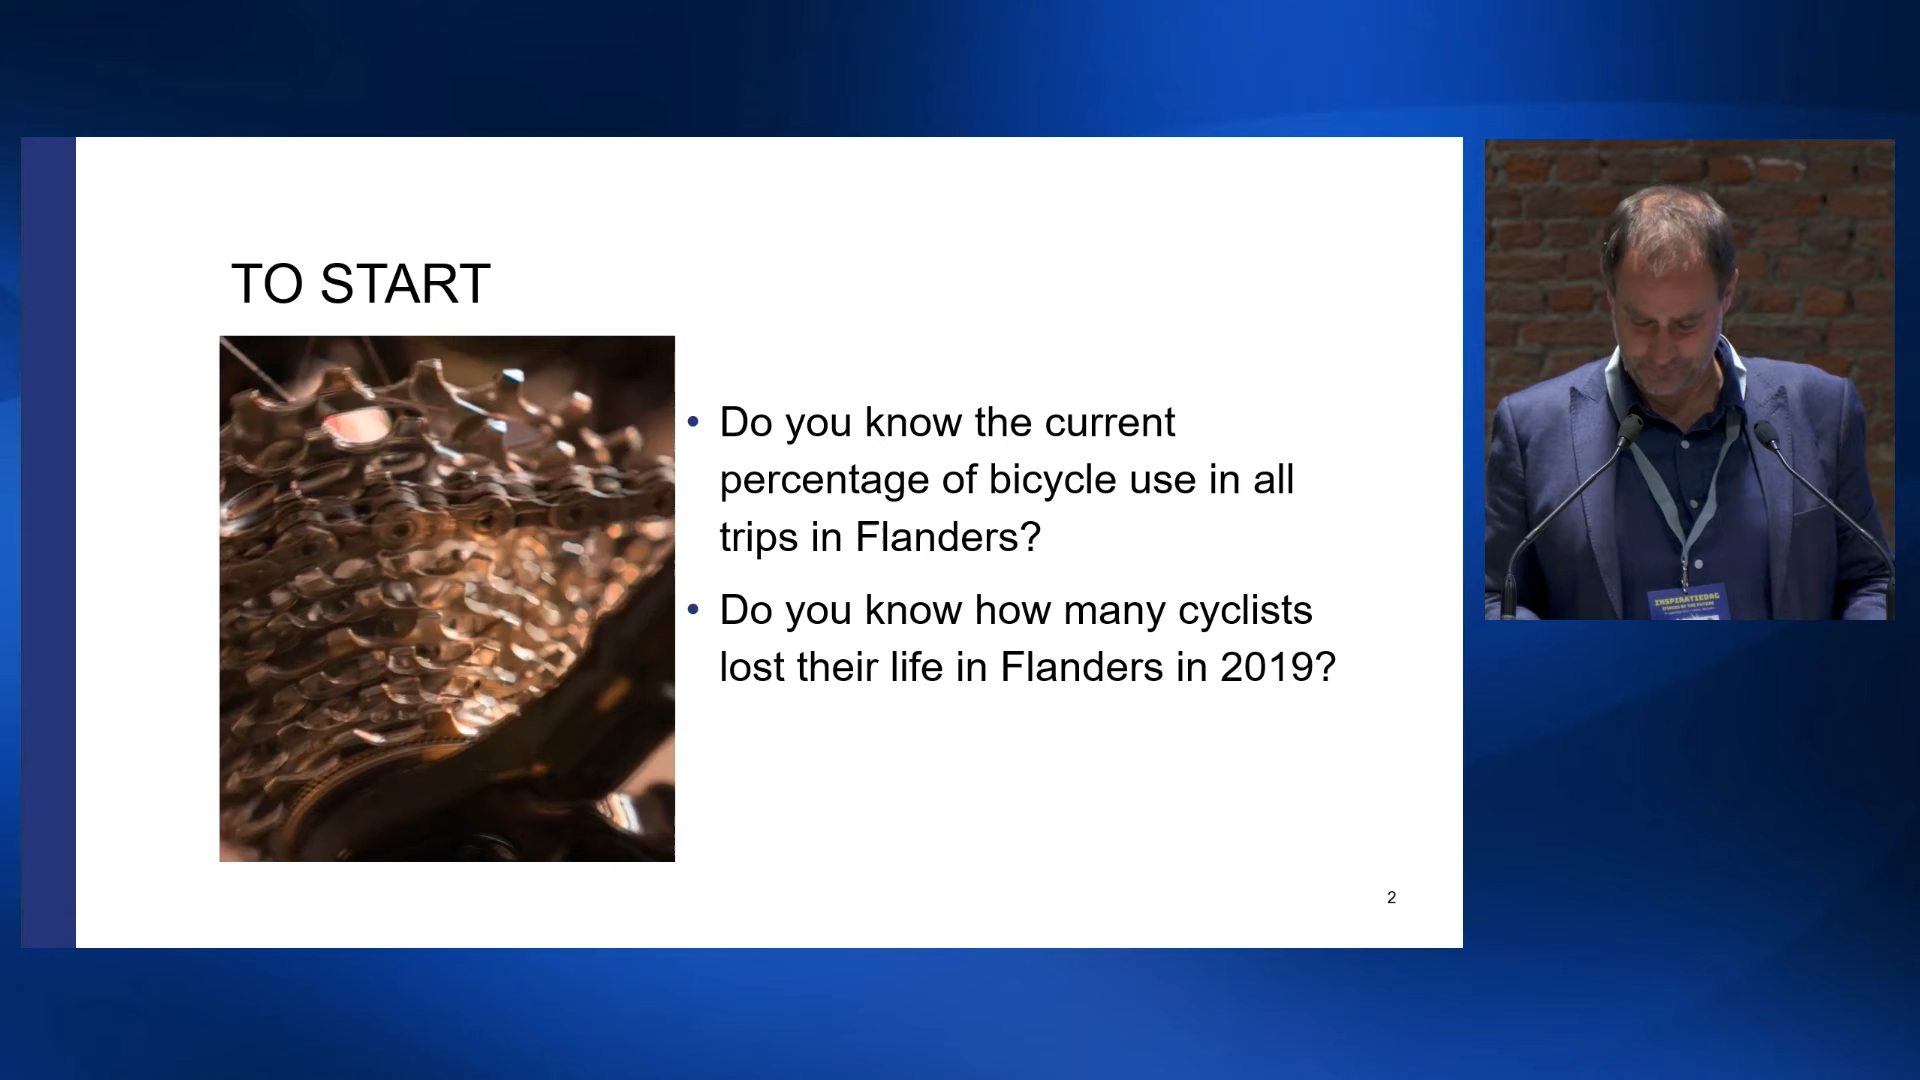 TO START
• Do you know the current
percentage of bicycle use in all
trips in Flanders?
• Do you know how many cyclists
lost their life in Flanders in 2019?
2
INSPIRATIEDAG